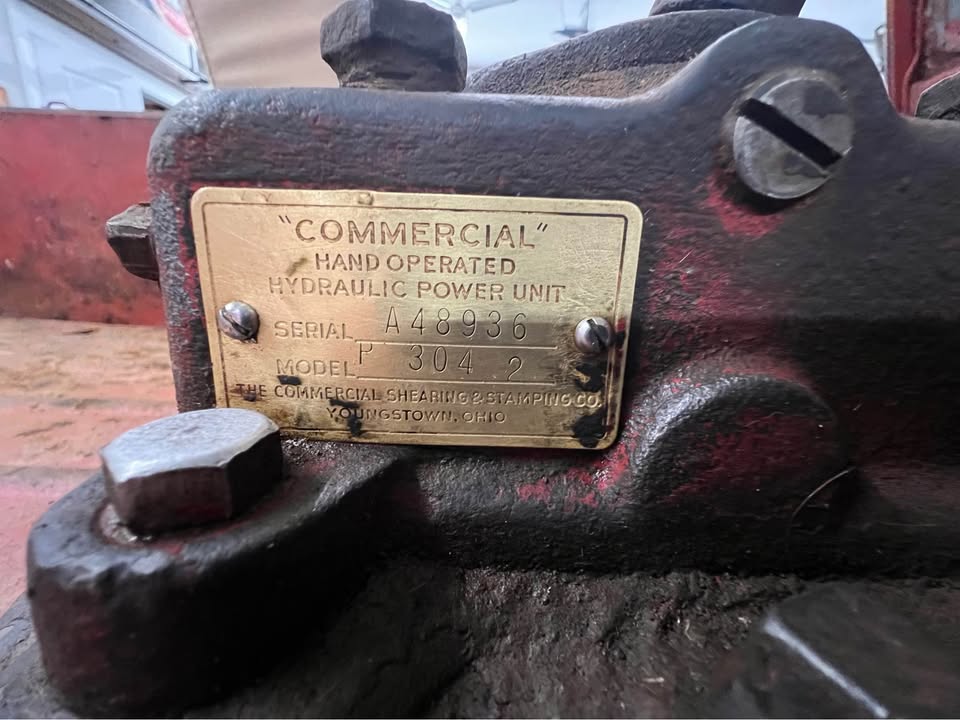 "COMMERCIAL"
HAND OPERATED
HYDRAULIC POWER UNIT
SERIAL A48936
MODEL P 304 2
THE COMMERCIAL SHEARING & STAMPING CO.
YOUNGSTOWN, OHIO